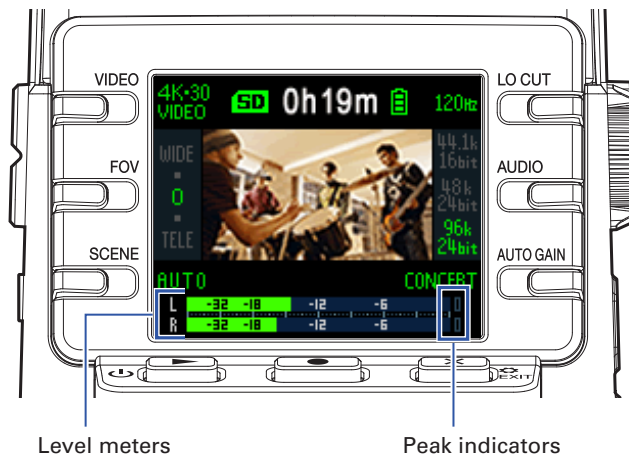 VIDEO
FOV
SCENE
4K•30
VIDEO
SD
0h19m
120Hz
WIDE
0
TELE
44.1k
16bit
48k
24bit
96k
24bit
AUTO
CONCERT
L -32 -18 -12 -6 0
R -32 -18 -12 -6 0
LO CUT
AUDIO
AUTO GAIN
EXIT
Level meters
Peak indicators